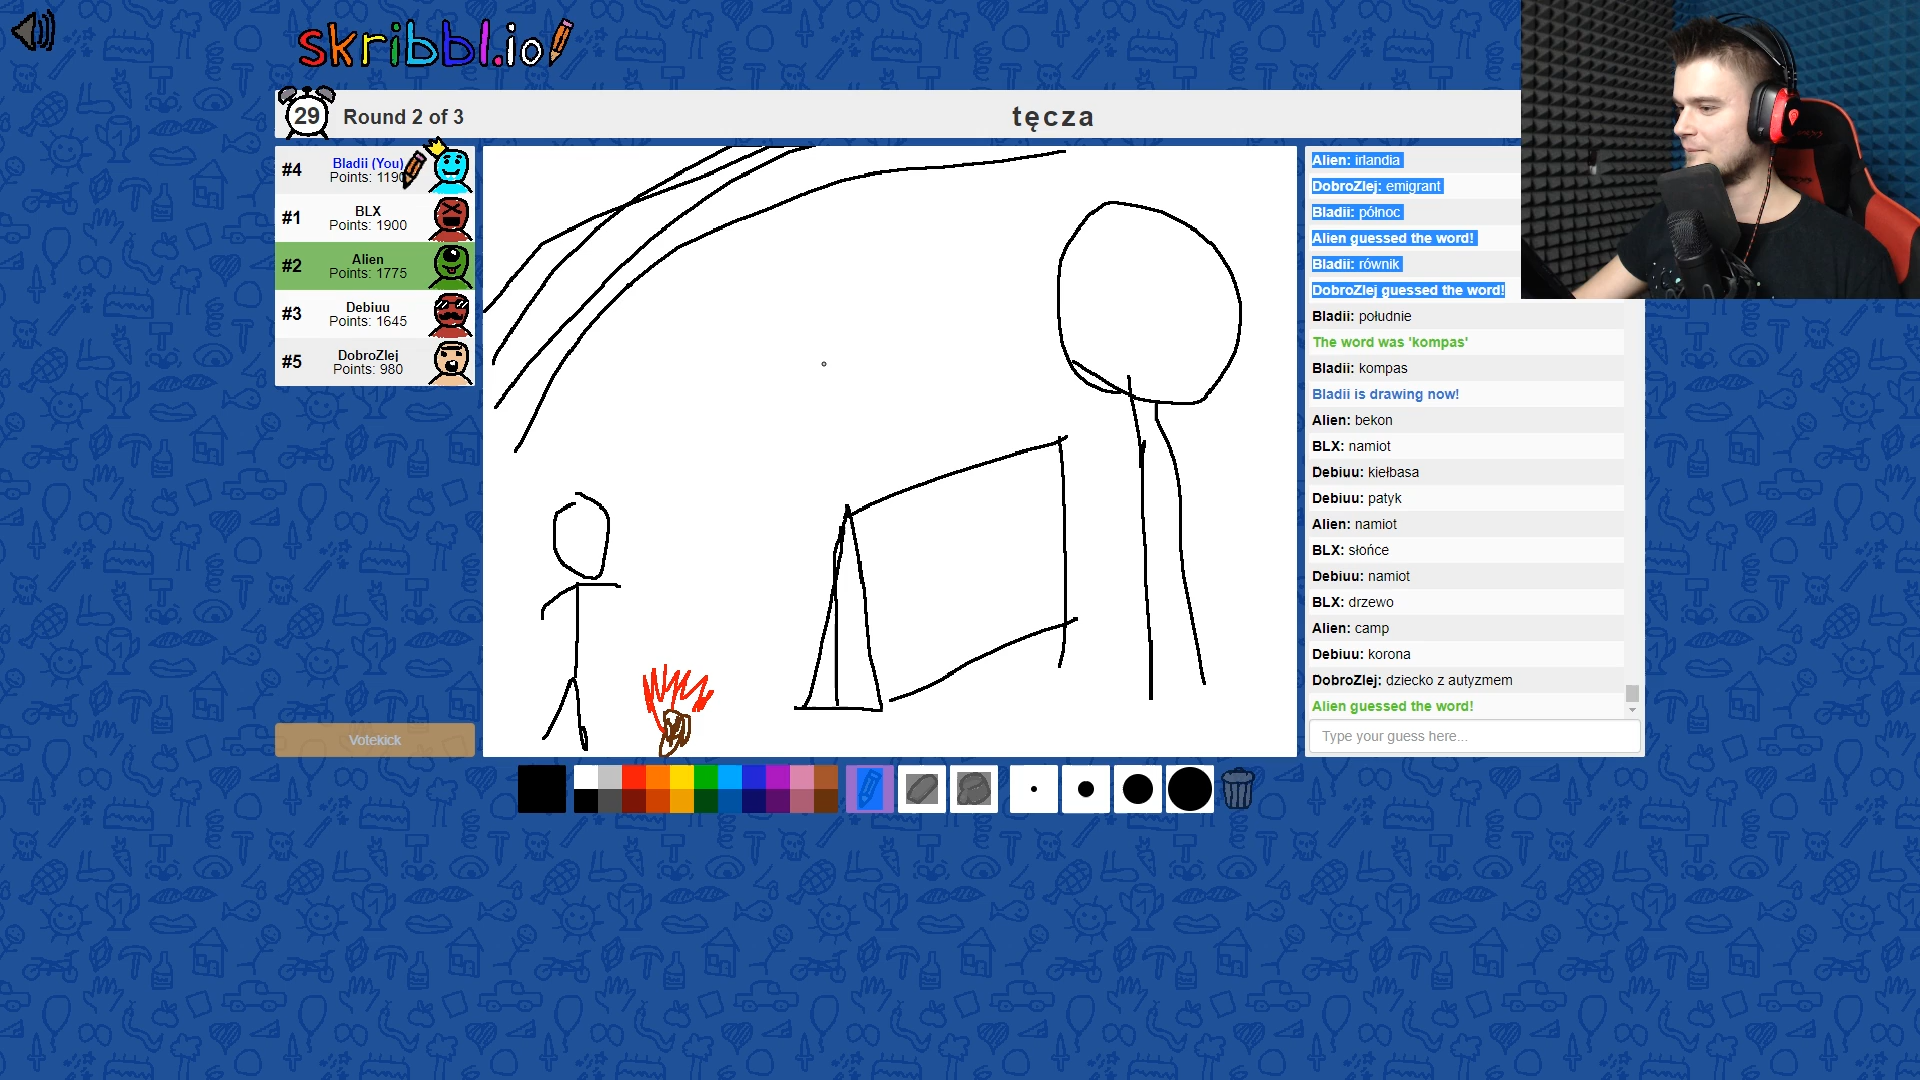 skribbl.io
29 Round 2 of 3 tęcza
#4 Bladii (You)
Points: 1190
#1 BLX
Points: 1900
#2 Alien
Points: 1775
#3 Debiuu
Points: 1645
#5 DobroZlej
Points: 980
Votekick
Alien: irlandia
DobroZlej: emigrant
Bladii: północ
Alien guessed the word!
Bladii: równik
DobroZlej guessed the word!
Bladii: południe
The word was 'kompas'
Bladii: kompas
Bladii is drawing now!
Alien: bekon
BLX: namiot
Debiuu: kiełbasa
Debiuu: patyk
Alien: namiot
BLX: słońce
Debiuu: namiot
BLX: drzewo
Alien: camp
Debiuu: korona
DobroZlej: dziecko z autyzmem
Alien guessed the word!
Type your guess here...